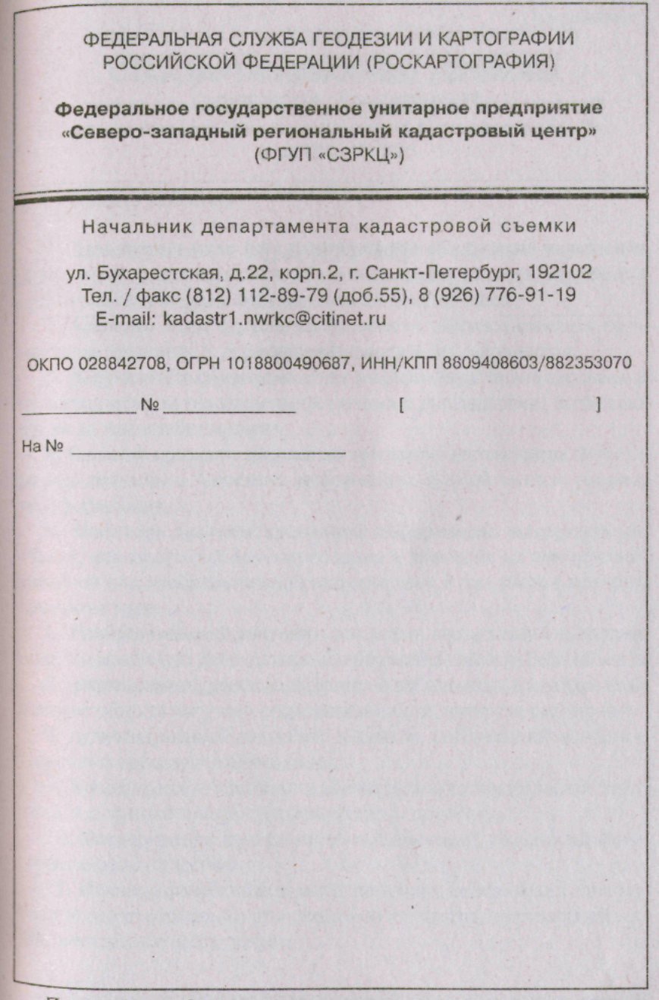 ФЕДЕРАЛЬНАЯ СЛУЖБА ГЕОДЕЗИИ И КАРТОГРАФИИ
РОССИЙСКОЙ ФЕДЕРАЦИИ (РОСКАРТОГРАФИЯ)
Федеральное государственное унитарное предприятие
«Северо-западный региональный кадастровый центр»
(ФГУП «СЗРКЦ»)
Начальник департамента кадастровой съемки
ул. Бухарестская, д.22, корп.2, г. Санкт-Петербург, 192102
Тел. / факс (812) 112-89-79 (доб.55), 8 (926) 776-91-19
E-mail: kadastr1.nwrkc@citinet.ru
ОКПО 028842708, ОГРН 1018800490687, ИНН/КПП 8809408603/882353070
____________ № ______________ [ ]
На № ______________________________